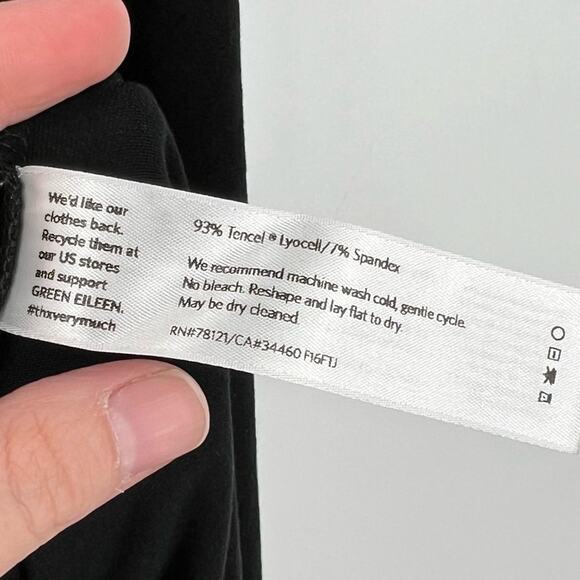 We'd like our
clothes back.
Recycle them at
our US stores
and support
GREEN EILEEN.
#thxverymuch
93% Tencel® Lyocell/7% Spandex
We recommend machine wash cold, gentle cycle.
No bleach. Reshape and lay flat to dry.
May be dry cleaned.
RN#78121/CA#34460 F16FTJ